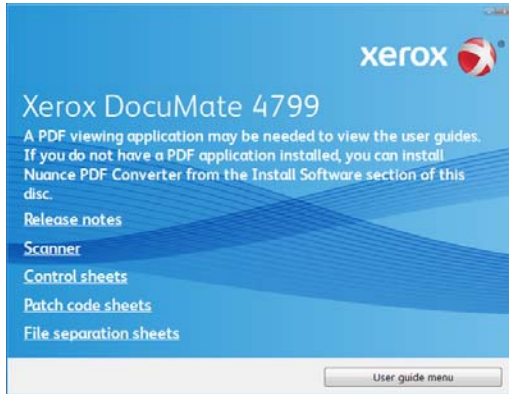 xerox
Xerox DocuMate 4799
A PDF viewing application may be needed to view the user guides.
If you do not have a PDF application installed, you can install
Nuance PDF Converter from the Install Software section of this
disc.
Release notes
Scanner
Control sheets
Patch code sheets
File separation sheets
User guide menu